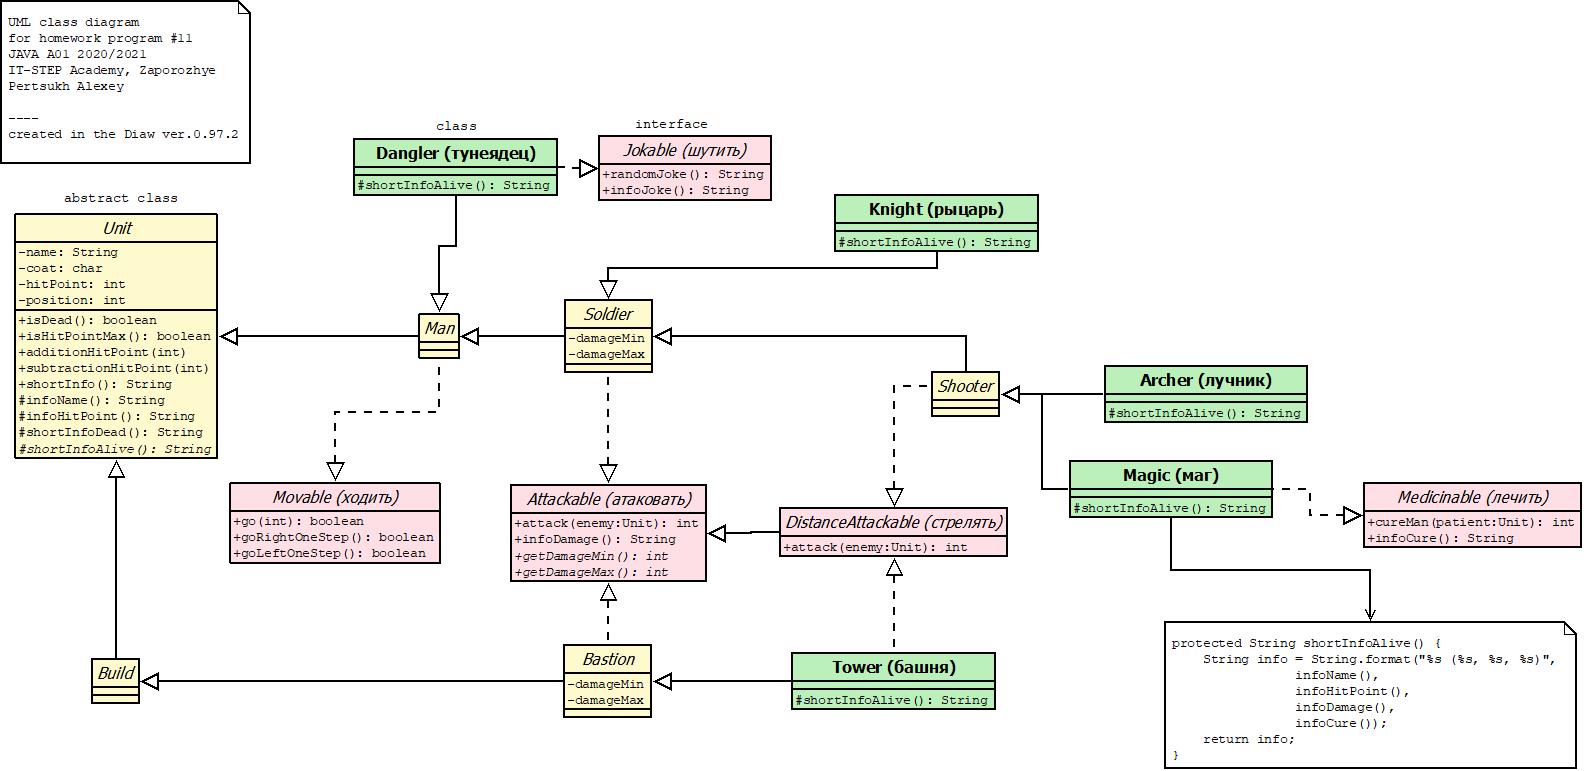 UML class diagram
for homework program #11
JAVA A01 2020/2021
IT-STEP Academy, Zaporozhye
Pertsukh Alexey
----
created in the Diaw ver.0.97.2
class
Dangler (тунеядец)
#shortInfoAlive(): String
interface
Jokable (шутить)
+randomJoke(): String
+infoJoke(): String
Knight (рыцарь)
#shortInfoAlive(): String
abstract class
Unit
-name: String
-coat: char
-hitPoint: int
-position: int
+isDead(): boolean
+isHitPointMax(): boolean
+additionHitPoint(int)
+subtractionHitPoint(int)
+shortInfo(): String
#infoName(): String
#infoHitPoint(): String
#shortInfoDead(): String
#shortInfoAlive(): String
Man
Soldier
-damageMin
-damageMax
Shooter
Archer (лучник)
#shortInfoAlive(): String
Magic (маг)
#shortInfoAlive(): String
Movable (ходить)
+go(int): boolean
+goRightOneStep(): boolean
+goLeftOneStep(): boolean
Attackable (атаковать)
+attack(enemy:Unit): int
+infoDamage(): String
+getDamageMin(): int
+getDamageMax(): int
DistanceAttackable (стрелять)
+attack(enemy:Unit): int
Medicinable (лечить)
+cureMan(patient:Unit): int
+infoCure(): String
Build
Bastion
-damageMin
-damageMax
Tower (башня)
#shortInfoAlive(): String
protected String shortInfoAlive() {
String info = String.format("%s (%s, %s, %s)",
infoName(),
infoHitPoint(),
infoDamage(),
infoCure());
return info;
}